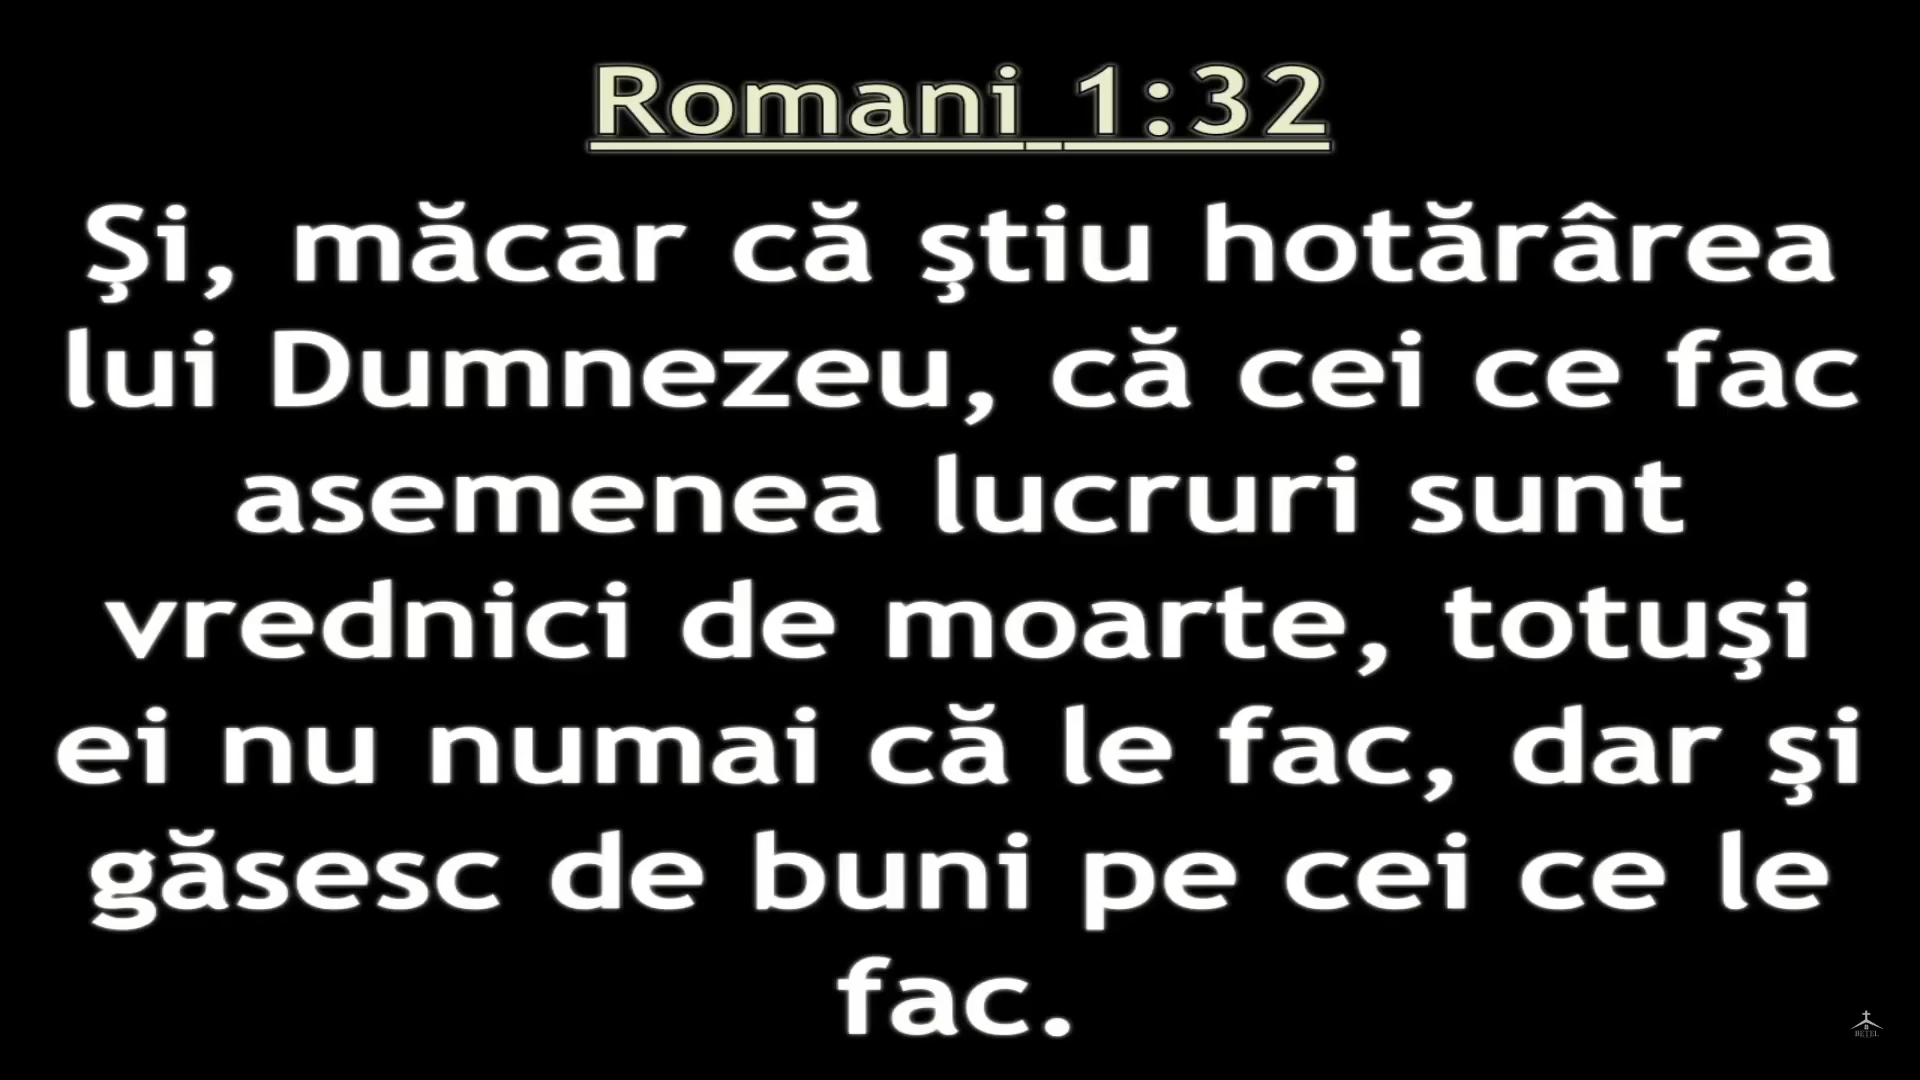 Romani 1:32
Şi, măcar că ştiu hotărârea
lui Dumnezeu, că cei ce fac
asemenea lucruri sunt
vrednici de moarte, totuşi
ei nu numai că le fac, dar şi
găsesc de buni pe cei ce le
fac.
BETEL